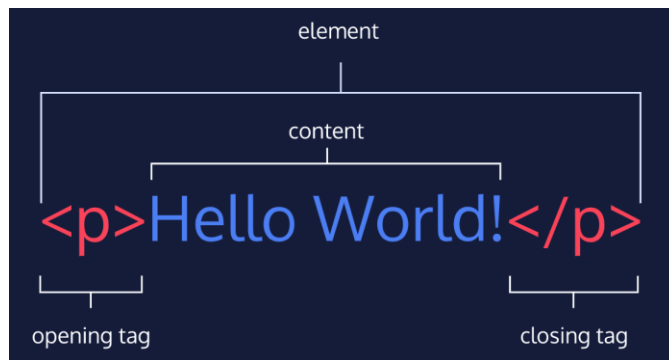 element
content
<p>Hello World!</p>
opening tag
closing tag